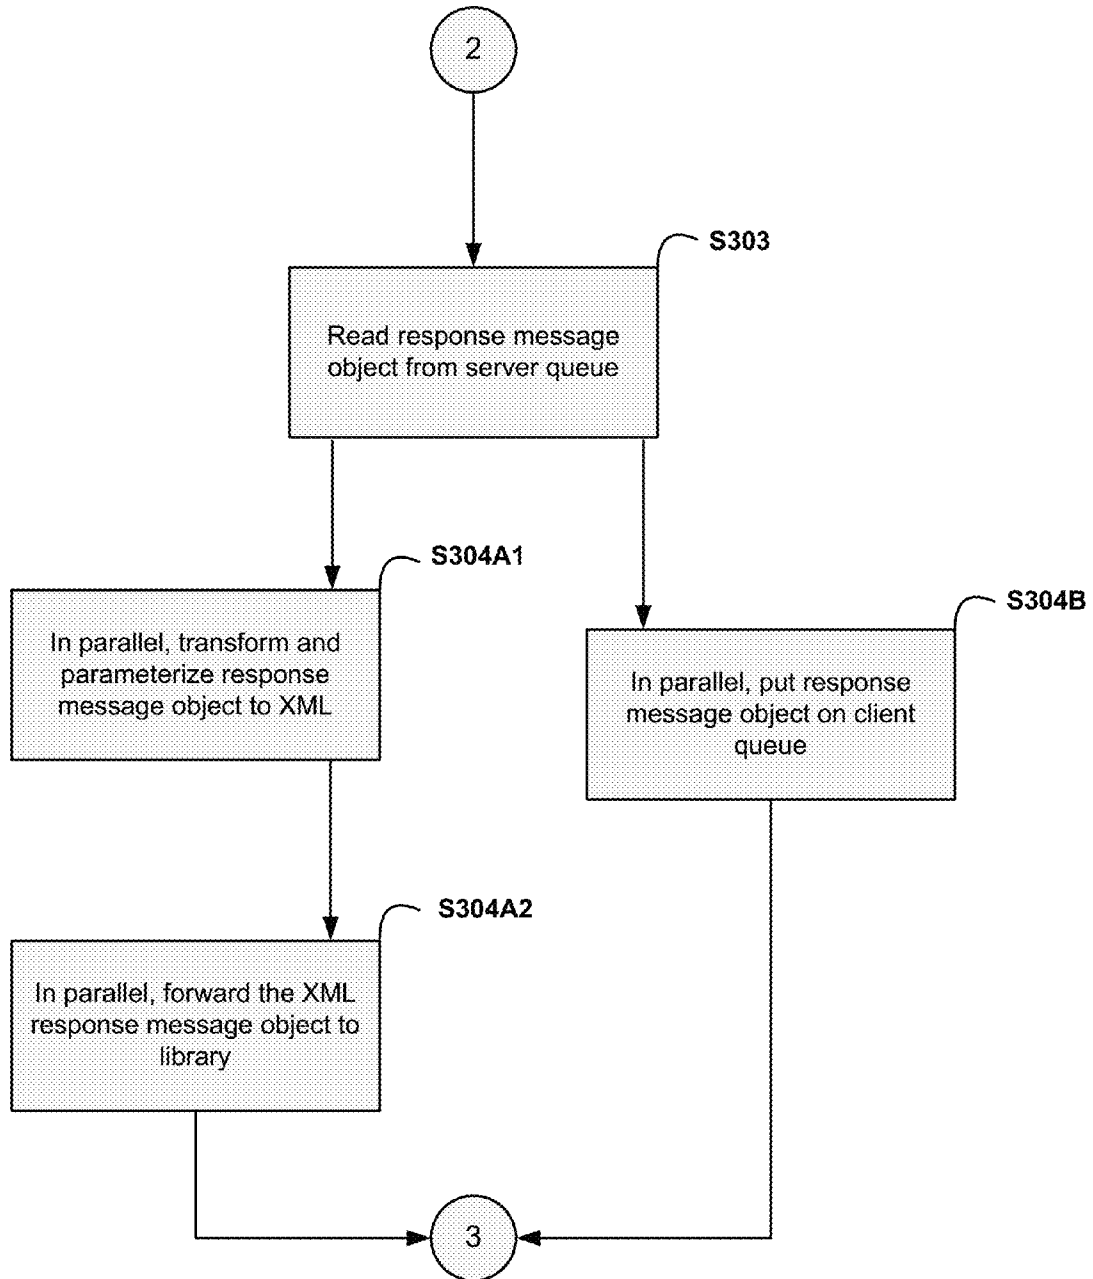 2
S303
Read response message
object from server queue
S304A1
In parallel, transform and
parameterize response
message object to XML
S304B
In parallel, put response
message object on client
queue
S304A2
In parallel, forward the XML
response message object to
library
3